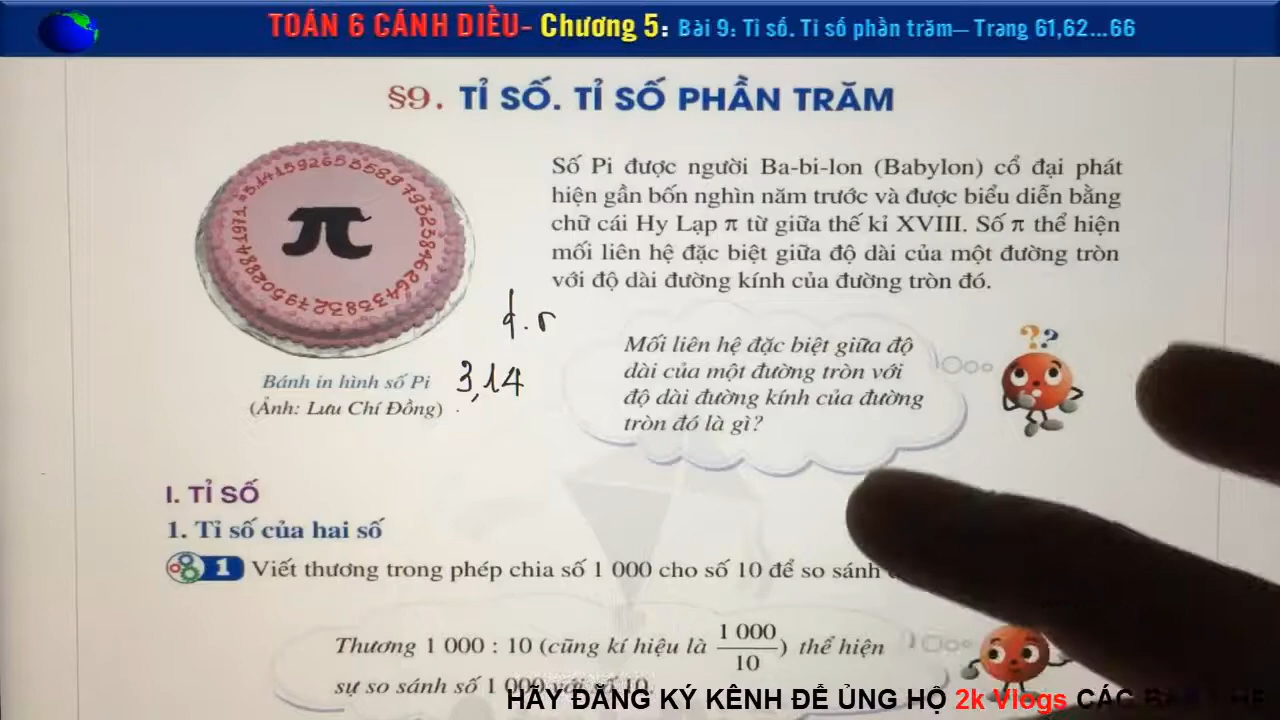 TOÁN 6 CÁNH DIỀU- Chương 5: Bài 9: Tỉ số. Tỉ số phần trăm– Trang 61,62...66
§9. TỈ SỐ. TỈ SỐ PHẦN TRĂM
π
Số Pi được người Ba-bi-lon (Babylon) cổ đại phát
hiện gần bốn nghìn năm trước và được biểu diễn bằng
chữ cái Hy Lạp π từ giữa thế kỉ XVIII. Số π thể hiện
mối liên hệ đặc biệt giữa độ dài của một đường tròn
với độ dài đường kính của đường tròn đó.
3,14
Bánh in hình số Pi
(Ảnh: Lưu Chí Đồng)
??
Mối liên hệ đặc biệt giữa độ
dài của một đường tròn với
độ dài đường kính của đường
tròn đó là gì?
I. TỈ SỐ
1. Tỉ số của hai số
1 Viết thương trong phép chia số 1 000 cho số 10 để so sánh
Thương 1 000 : 10 (cũng kí hiệu là 1 000/10) thể hiện
sự so sánh số 1 000 với số 10.
HÃY ĐĂNG KÝ KÊNH ĐỂ ỦNG HỘ 2k Vlogs CÁC